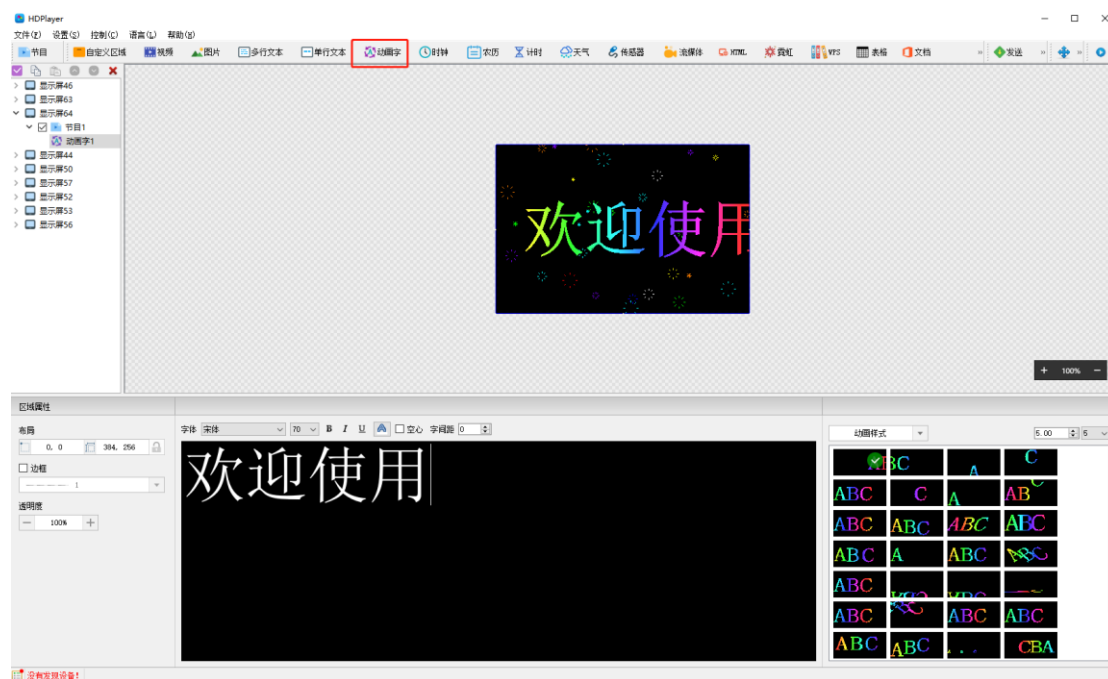 HDPlayer
文件(F) 设置(S) 控制(C) 语言(L) 帮助(H)
节目 自定义区域 视频 图片 多行文本 单行文本 动画字 时钟 农历 计时 天气 传感器 流媒体 HTML 霓虹 WPS 表格 文档 » 发送 » »
显示屏46
显示屏63
显示屏64
节目1
动画字1
显示屏44
显示屏50
显示屏57
显示屏52
显示屏53
显示屏56
欢迎使用
+ 100% −
区域属性
布局
0, 0 384, 256
边框
1
透明度
— 100% +
字体 宋体 70 B I U A 空心 字间距 0
欢迎使用
动画样式 5.00 5
BC A C
ABC C A AB
ABC ABC ABC ABC
ABC A ABC ABC
ABC
ABC ABC ABC
ABC ABC CBA
没有发现设备!